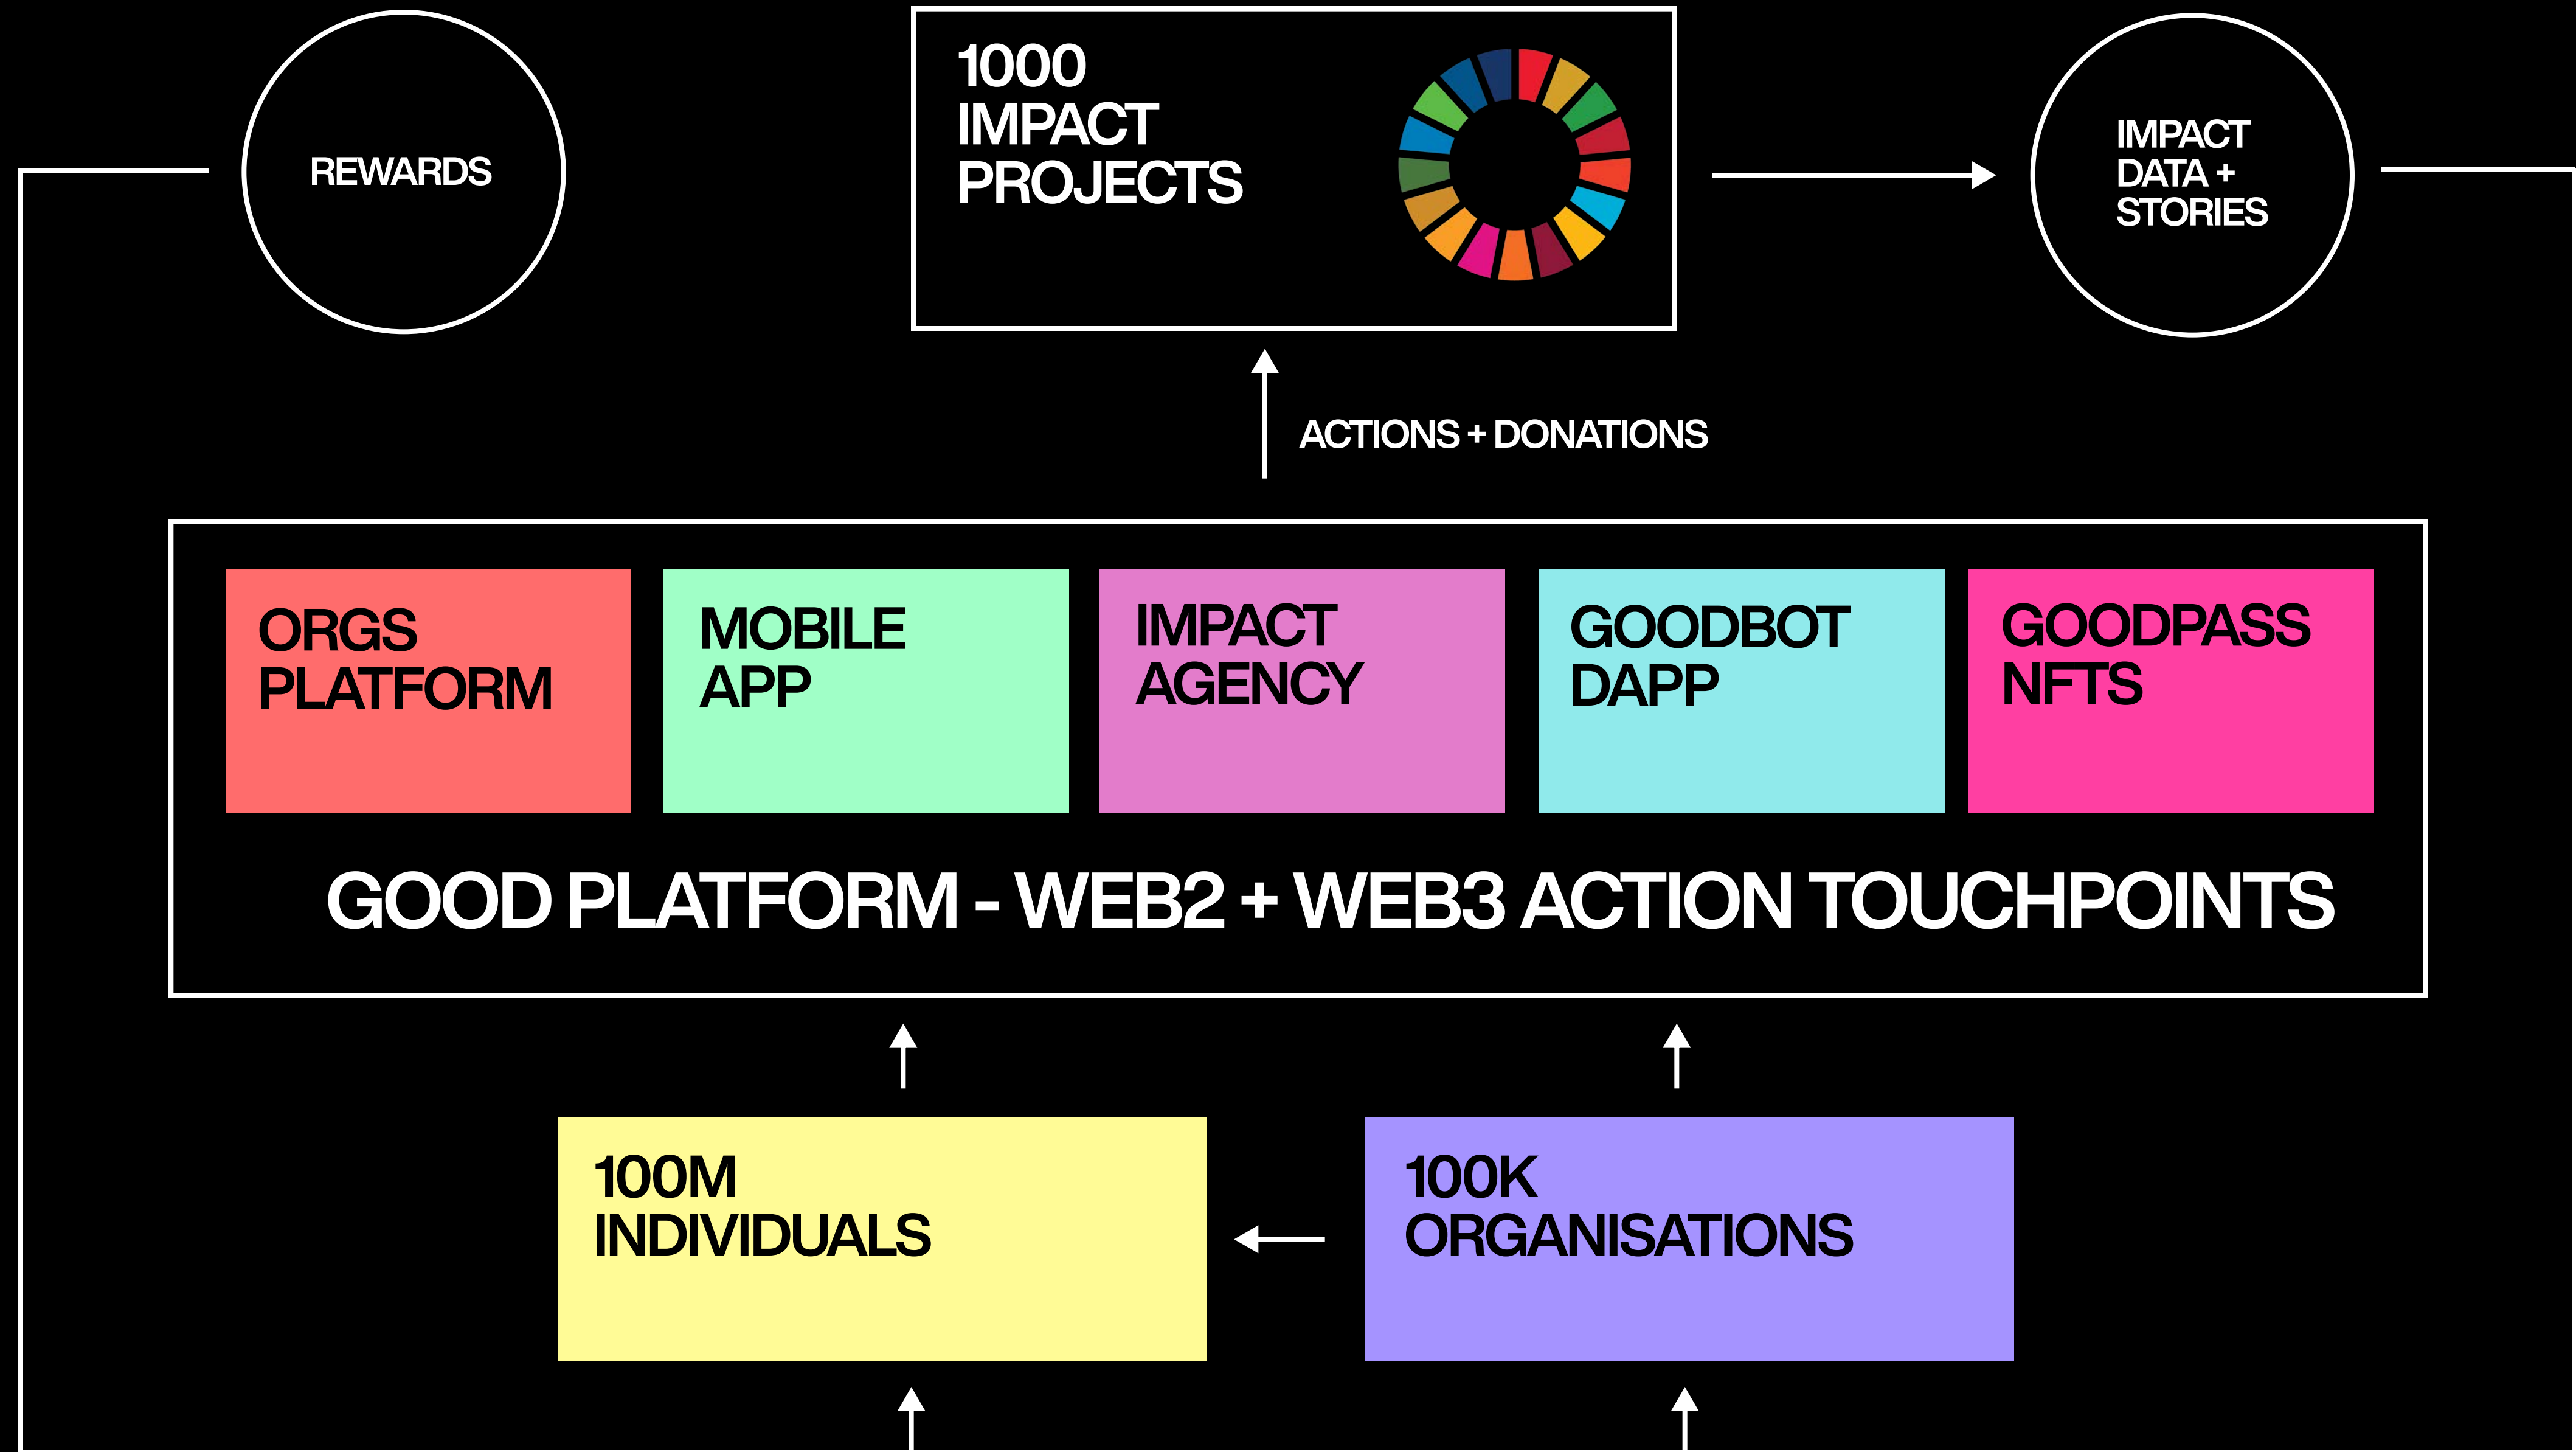 REWARDS
1000
IMPACT
PROJECTS
IMPACT
DATA +
STORIES
ACTIONS + DONATIONS
ORGS
PLATFORM
MOBILE
APP
IMPACT
AGENCY
GOODBOT
DAPP
GOODPASS
NFTS
GOOD PLATFORM - WEB2 + WEB3 ACTION TOUCHPOINTS
100M
INDIVIDUALS
100K
ORGANISATIONS